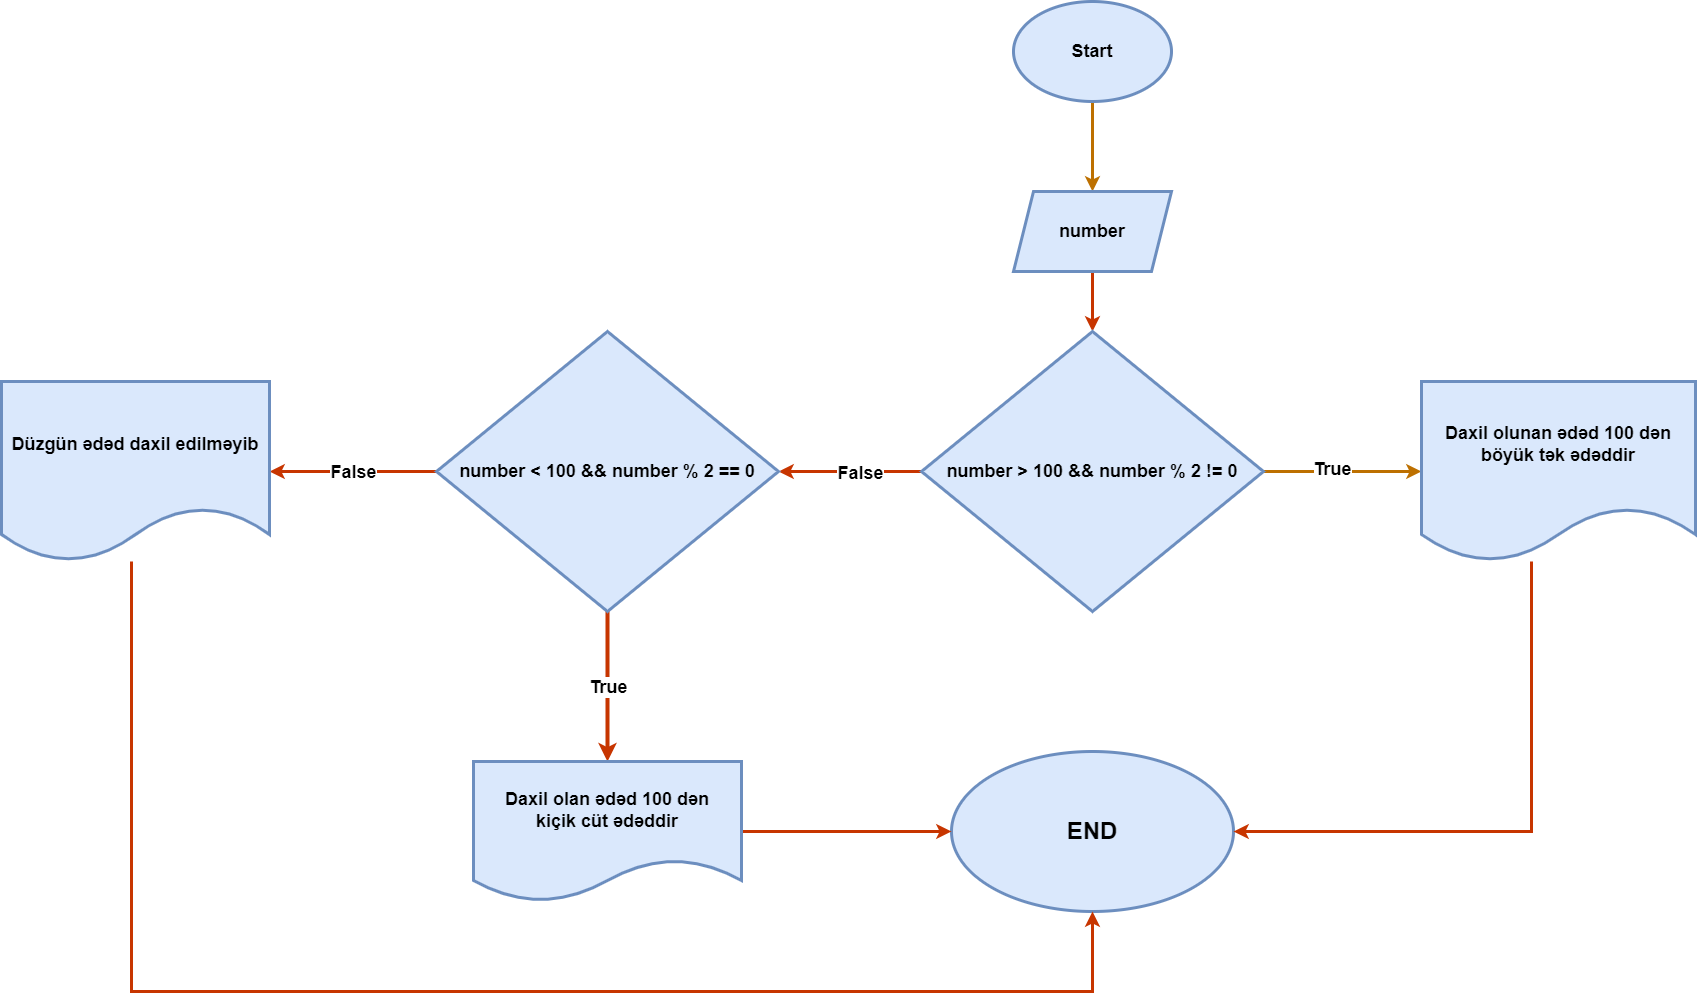 Start
number
number > 100 && number % 2 != 0
True
Daxil olunan ədəd 100 dən
böyük tək ədəddir
False
number < 100 && number % 2 == 0
False
Düzgün ədəd daxil edilməyib
True
Daxil olan ədəd 100 dən
kiçik cüt ədəddir
END